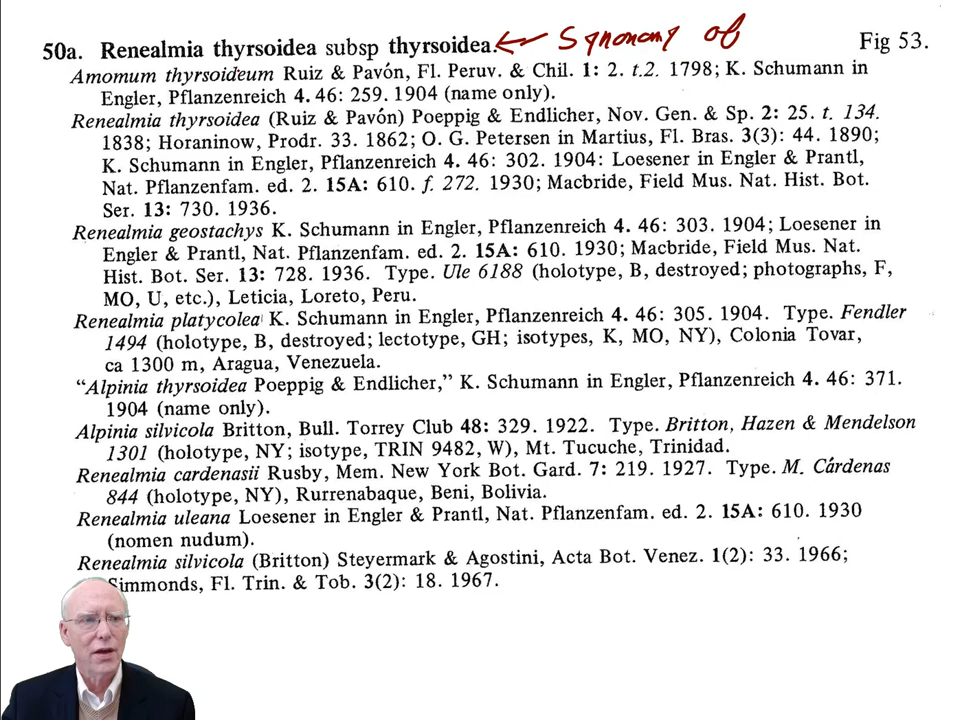 50a. Renealmia thyrsoidea subsp thyrsoidea. ← Synonomy of Fig 53.
Amomum thyrsoideum Ruiz & Pavón, Fl. Peruv. & Chil. 1: 2. t.2. 1798; K. Schumann in
Engler, Pflanzenreich 4. 46: 259. 1904 (name only).
Renealmia thyrsoidea (Ruiz & Pavón) Poeppig & Endlicher, Nov. Gen. & Sp. 2: 25. t. 134.
1838; Horaninow, Prodr. 33. 1862; O. G. Petersen in Martius, Fl. Bras. 3(3): 44. 1890;
K. Schumann in Engler, Pflanzenreich 4. 46: 302. 1904: Loesener in Engler & Prantl,
Nat. Pflanzenfam. ed. 2. 15A: 610. f. 272. 1930; Macbride, Field Mus. Nat. Hist. Bot.
Ser. 13: 730. 1936.
Renealmia geostachys K. Schumann in Engler, Pflanzenreich 4. 46: 303. 1904; Loesener in
Engler & Prantl, Nat. Pflanzenfam. ed. 2. 15A: 610. 1930; Macbride, Field Mus. Nat.
Hist. Bot. Ser. 13: 728. 1936. Type. Ule 6188 (holotype, B, destroyed; photographs, F,
MO, U, etc.), Leticia, Loreto, Peru.
Renealmia platycolea K. Schumann in Engler, Pflanzenreich 4. 46: 305. 1904. Type. Fendler
1494 (holotype, B, destroyed; lectotype, GH; isotypes, K, MO, NY), Colonia Tovar,
ca 1300 m, Aragua, Venezuela.
“Alpinia thyrsoidea Poeppig & Endlicher,” K. Schumann in Engler, Pflanzenreich 4. 46: 371.
1904 (name only).
Alpinia silvicola Britton, Bull. Torrey Club 48: 329. 1922. Type. Britton, Hazen & Mendelson
1301 (holotype, NY; isotype, TRIN 9482, W), Mt. Tucuche, Trinidad.
Renealmia cardenasii Rusby, Mem. New York Bot. Gard. 7: 219. 1927. Type. M. Cárdenas
844 (holotype, NY), Rurrenabaque, Beni, Bolivia.
Renealmia uleana Loesener in Engler & Prantl, Nat. Pflanzenfam. ed. 2. 15A: 610. 1930
(nomen nudum).
Renealmia silvicola (Britton) Steyermark & Agostini, Acta Bot. Venez. 1(2): 33. 1966;
Simmonds, Fl. Trin. & Tob. 3(2): 18. 1967.